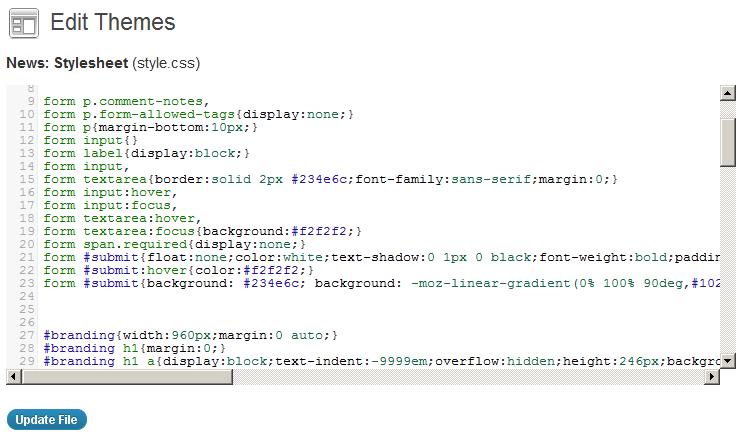 Edit Themes
News: Stylesheet (style.css)
8
9 form p.comment-notes,
10 form p.form-allowed-tags{display:none;}
11 form p{margin-bottom:10px;}
12 form input{}
13 form label{display:block;}
14 form input,
15 form textarea{border:solid 2px #234e6c;font-family:sans-serif;margin:0;}
16 form input:hover,
17 form input:focus,
18 form textarea:hover,
19 form textarea:focus{background:#f2f2f2;}
20 form span.required{display:none;}
21 form #submit{float:none;color:white;text-shadow:0 1px 0 black;font-weight:bold;paddin
22 form #submit:hover{color:#f2f2f2;}
23 form #submit{background: #234e6c; background: -moz-linear-gradient(0% 100% 90deg,#102
24
25
26
27 #branding{width:960px;margin:0 auto;}
28 #branding h1{margin:0;}
29 #branding h1 a{display:block;text-indent:-9999em;overflow:hidden;height:246px;backgro
Update File